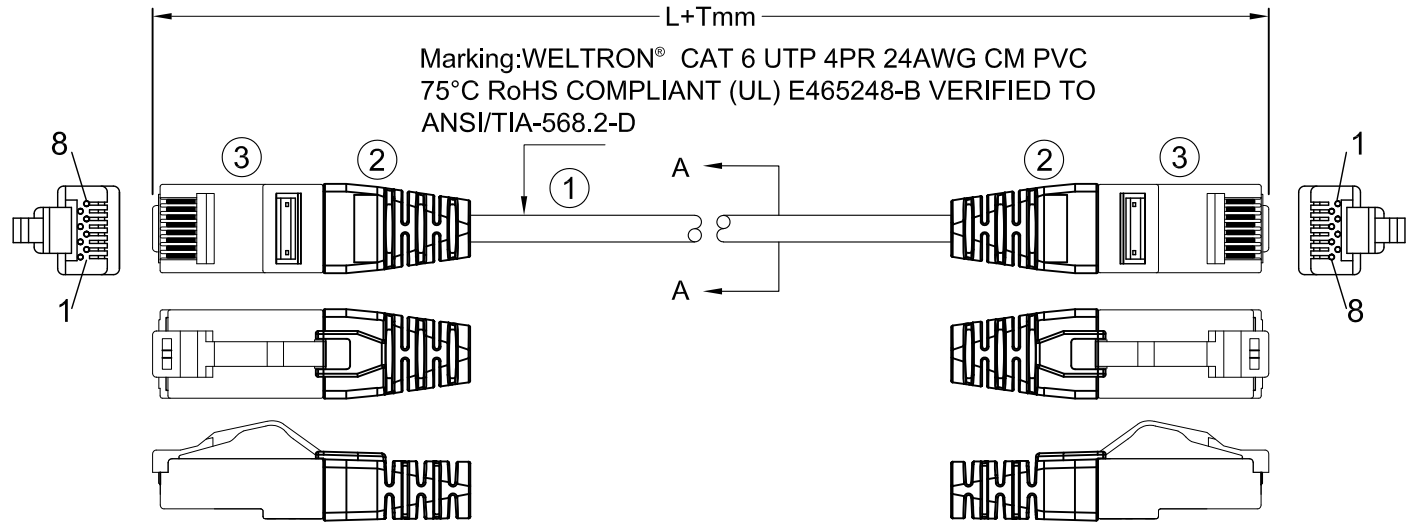 L+Tmm
Marking:WELTRON® CAT 6 UTP 4PR 24AWG CM PVC
75°C RoHS COMPLIANT (UL) E465248-B VERIFIED TO
ANSI/TIA-568.2-D
8 3 2 1 A 2 3 1
1 A 8